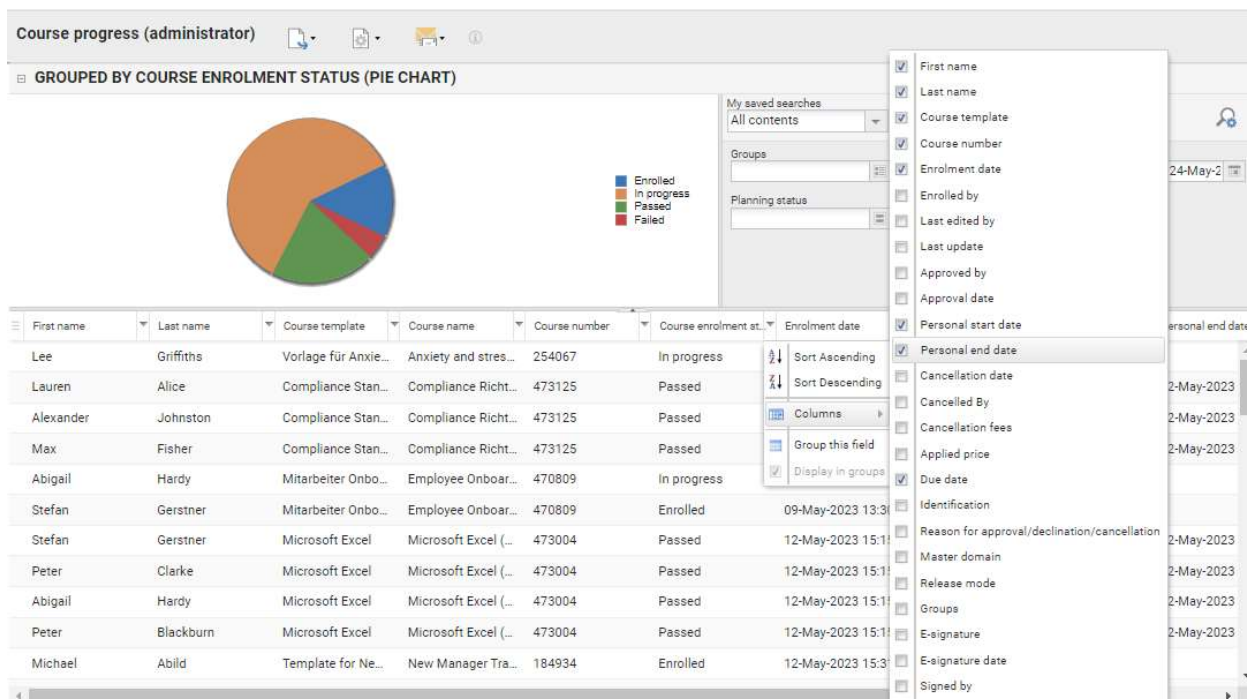 Course progress (administrator)
GROUPED BY COURSE ENROLMENT STATUS (PIE CHART)
Enrolled
In progress
Passed
Failed
My saved searches
All contents
Groups
24-May-2
Planning status
First name
Last name
Course template
Course number
Enrolment date
Enrolled by
Last edited by
Last update
Approved by
Approval date
Personal start date
Personal end date
Cancellation date
Cancelled By
Cancellation fees
Applied price
Due date
Identification
Reason for approval/declination/cancellation
Master domain
Release mode
Groups
E-signature
E-signature date
Signed by
Sort Ascending
Sort Descending
Columns
Group this field
Display in groups
First name Last name Course template Course name Course number Course enrolment st... Enrolment date ersonal end date
Lee Griffiths Vorlage für Anxie... Anxiety and stres... 254067 In progress
Lauren Alice Compliance Stan... Compliance Richt... 473125 Passed 2-May-2023
Alexander Johnston Compliance Stan... Compliance Richt... 473125 Passed 2-May-2023
Max Fisher Compliance Stan... Compliance Richt... 473125 Passed 2-May-2023
Abigail Hardy Mitarbeiter Onbo... Employee Onboar... 470809 In progress
Stefan Gerstner Mitarbeiter Onbo... Employee Onboar... 470809 Enrolled 09-May-2023 13:30
Stefan Gerstner Microsoft Excel Microsoft Excel (... 473004 Passed 12-May-2023 15:1 2-May-2023
Peter Clarke Microsoft Excel Microsoft Excel (... 473004 Passed 12-May-2023 15:1 2-May-2023
Abigail Hardy Microsoft Excel Microsoft Excel (... 473004 Passed 12-May-2023 15:1 2-May-2023
Peter Blackburn Microsoft Excel Microsoft Excel (... 473004 Passed 12-May-2023 15:1 2-May-2023
Michael Abild Template for Ne... New Manager Tra... 184934 Enrolled 12-May-2023 15:3